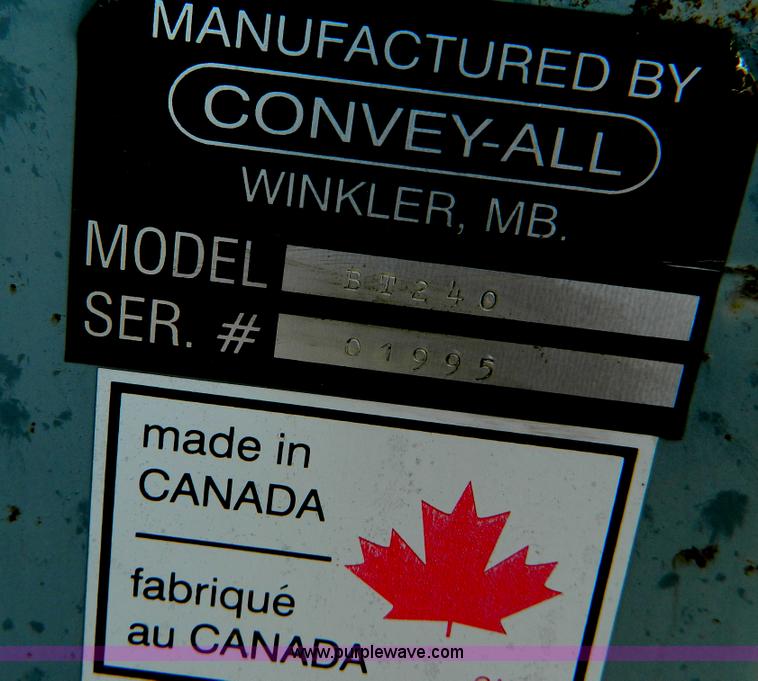 MANUFACTURED BY
CONVEY-ALL
WINKLER, MB.
MODEL BT240
SER. # 01995
made in
CANADA
fabriqué
au CANADA
www.purplewave.com